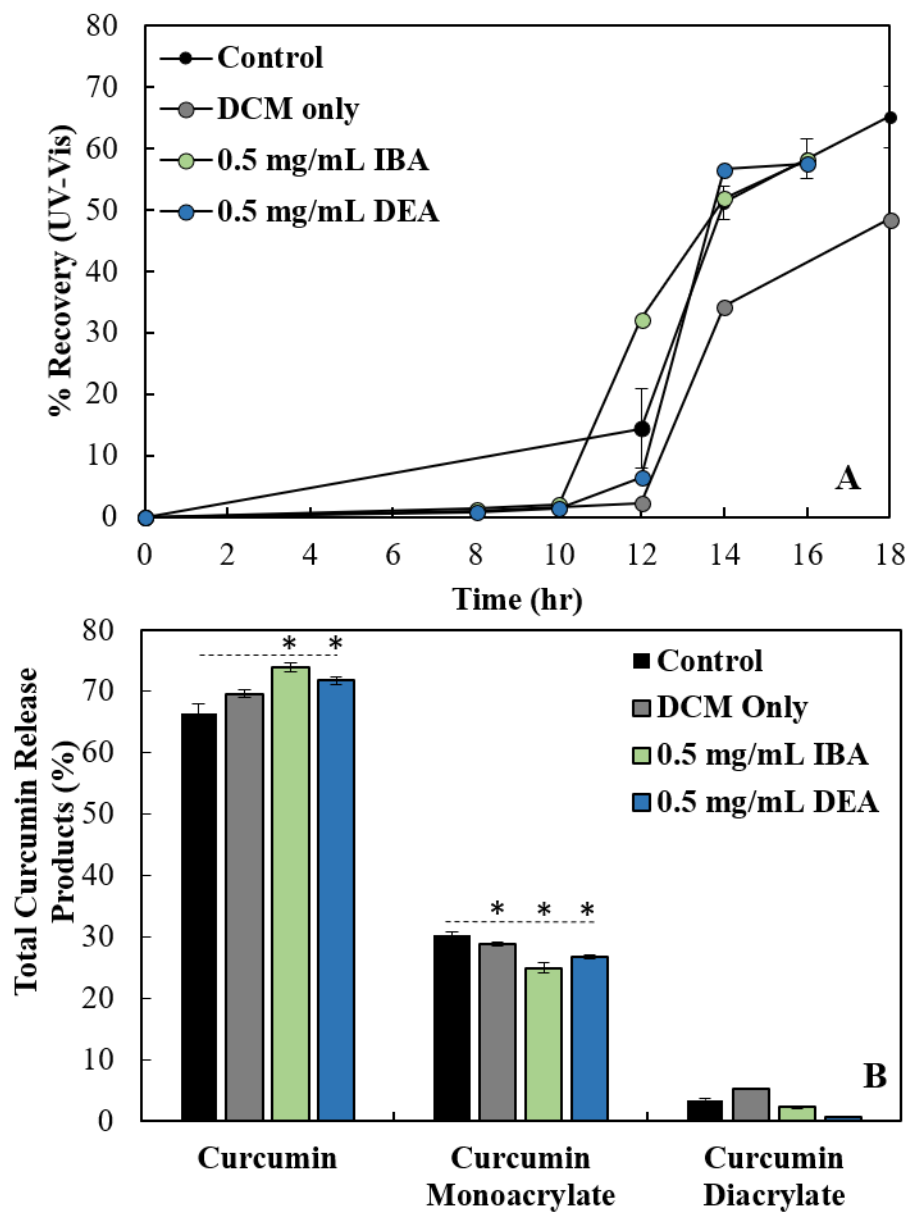 80
70
60
50
40
30
20
10
0
% Recovery (UV-Vis)
Control
DCM only
0.5 mg/mL IBA
0.5 mg/mL DEA
A
0 2 4 6 8 10 12 14 16 18
Time (hr)
80
70
60
50
40
30
20
10
0
Total Curcumin Release
Products (%)
* *
* * *
Control
DCM Only
0.5 mg/mL IBA
0.5 mg/mL DEA
B
Curcumin
Curcumin
Monoacrylate
Curcumin
Diacrylate